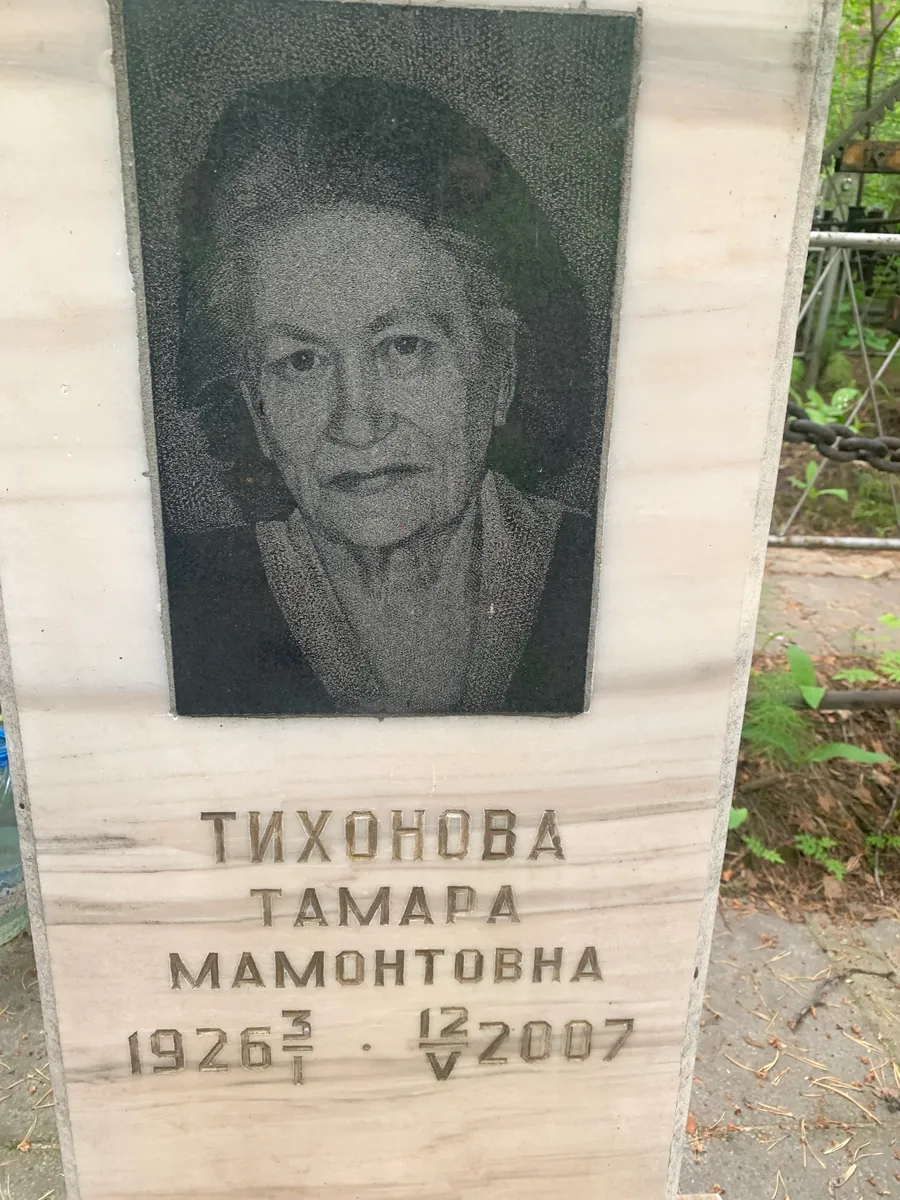 ТИХОНОВА
ТАМАРА
МАМОНТОВНА
1926 3/I · 12/V 2007